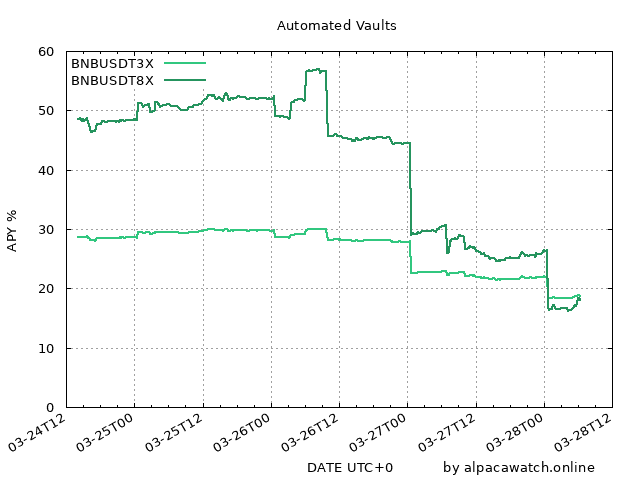 Automated Vaults
BNBUSDT3X
BNBUSDT8X
APY %
60
50
40
30
20
10
0
03-24T12
03-25T00
03-25T12
03-26T00
03-26T12
03-27T00
03-27T12
03-28T00
03-28T12
DATE UTC+0
by alpacawatch.online